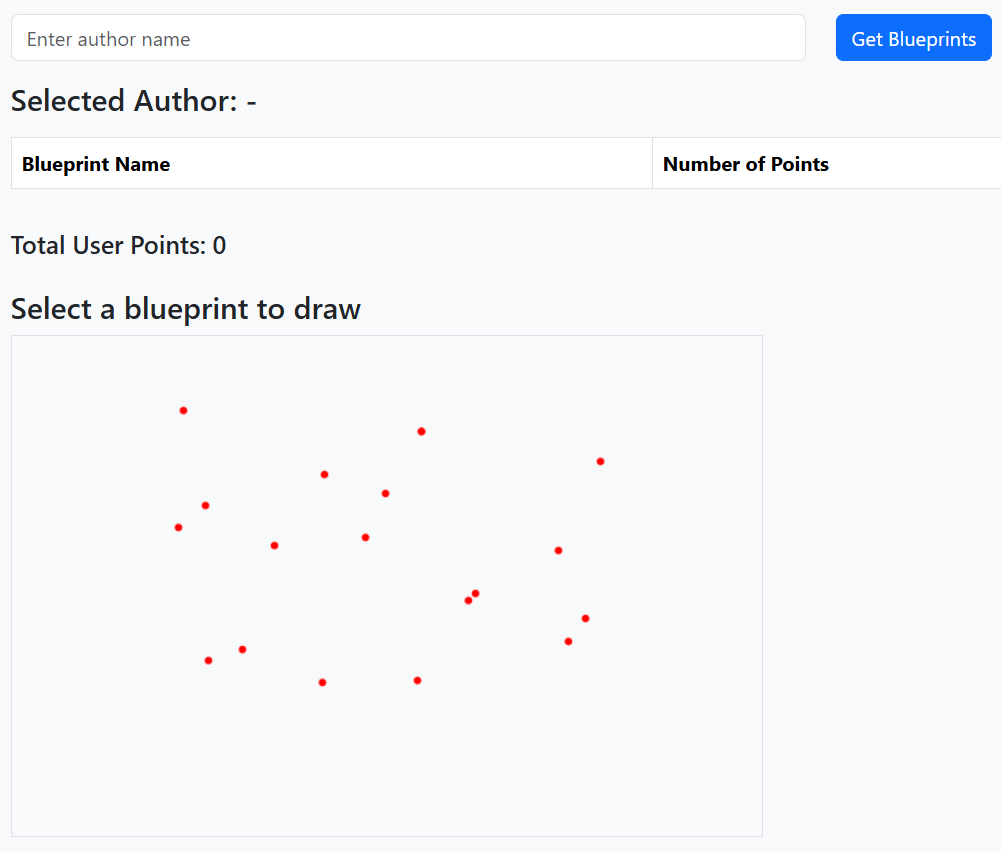 Enter author name
Get Blueprints
Selected Author: -
Blueprint Name
Number of Points
Total User Points: 0
Select a blueprint to draw